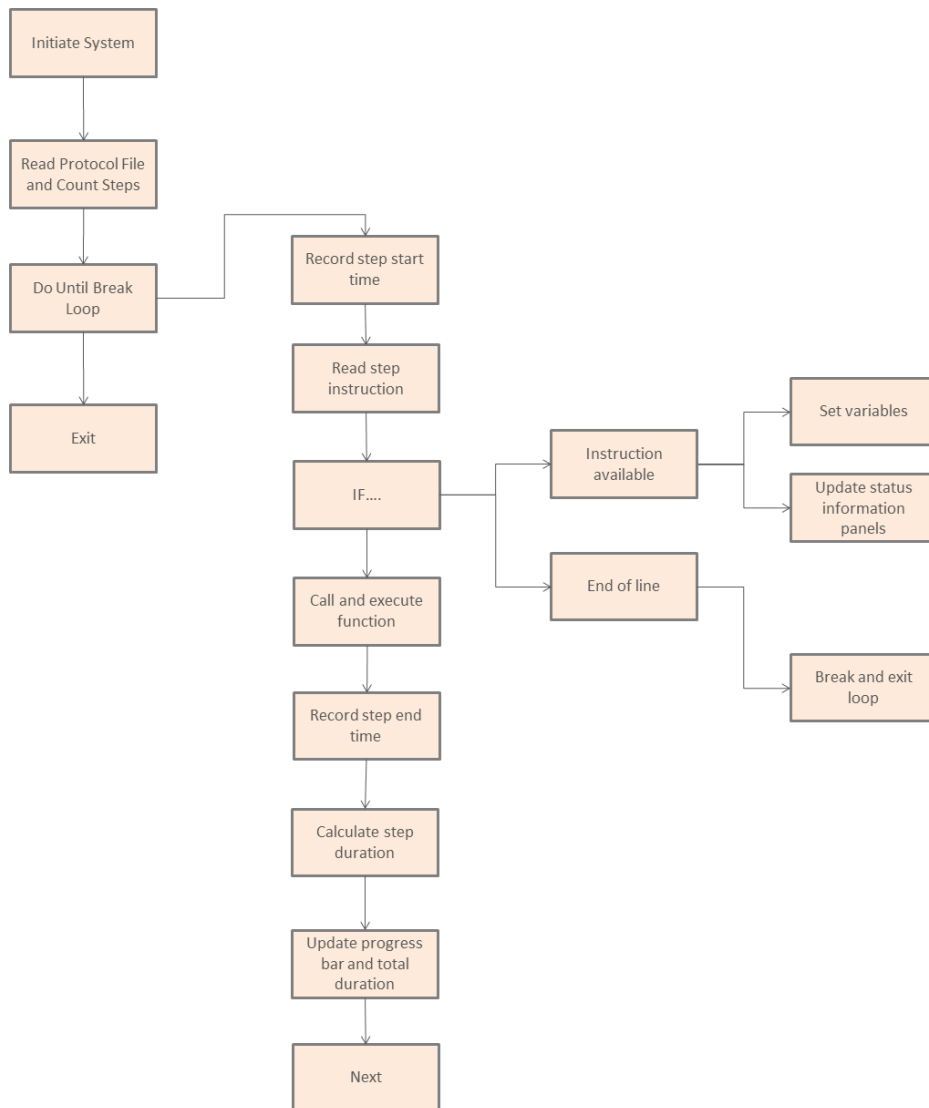 Initiate System
Read Protocol File
and Count Steps
Do Until Break
Loop
Exit
Record step start
time
Read step
instruction
IF....
Call and execute
function
Record step end
time
Calculate step
duration
Update progress
bar and total
duration
Next
Instruction
available
End of line
Set variables
Update status
information
panels
Break and exit
loop